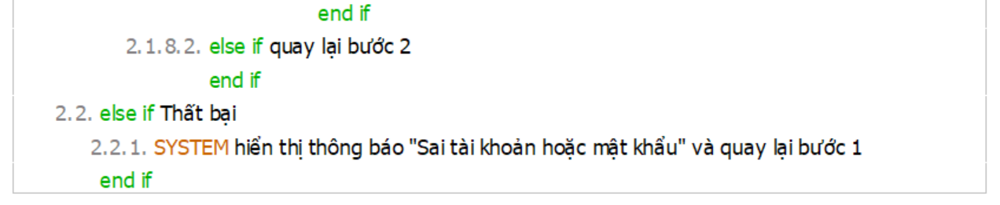 end if
2.1.8.2. else if quay lại bước 2
end if
2.2. else if Thất bại
2.2.1. SYSTEM hiển thị thông báo "Sai tài khoản hoặc mật khẩu" và quay lại bước 1
end if